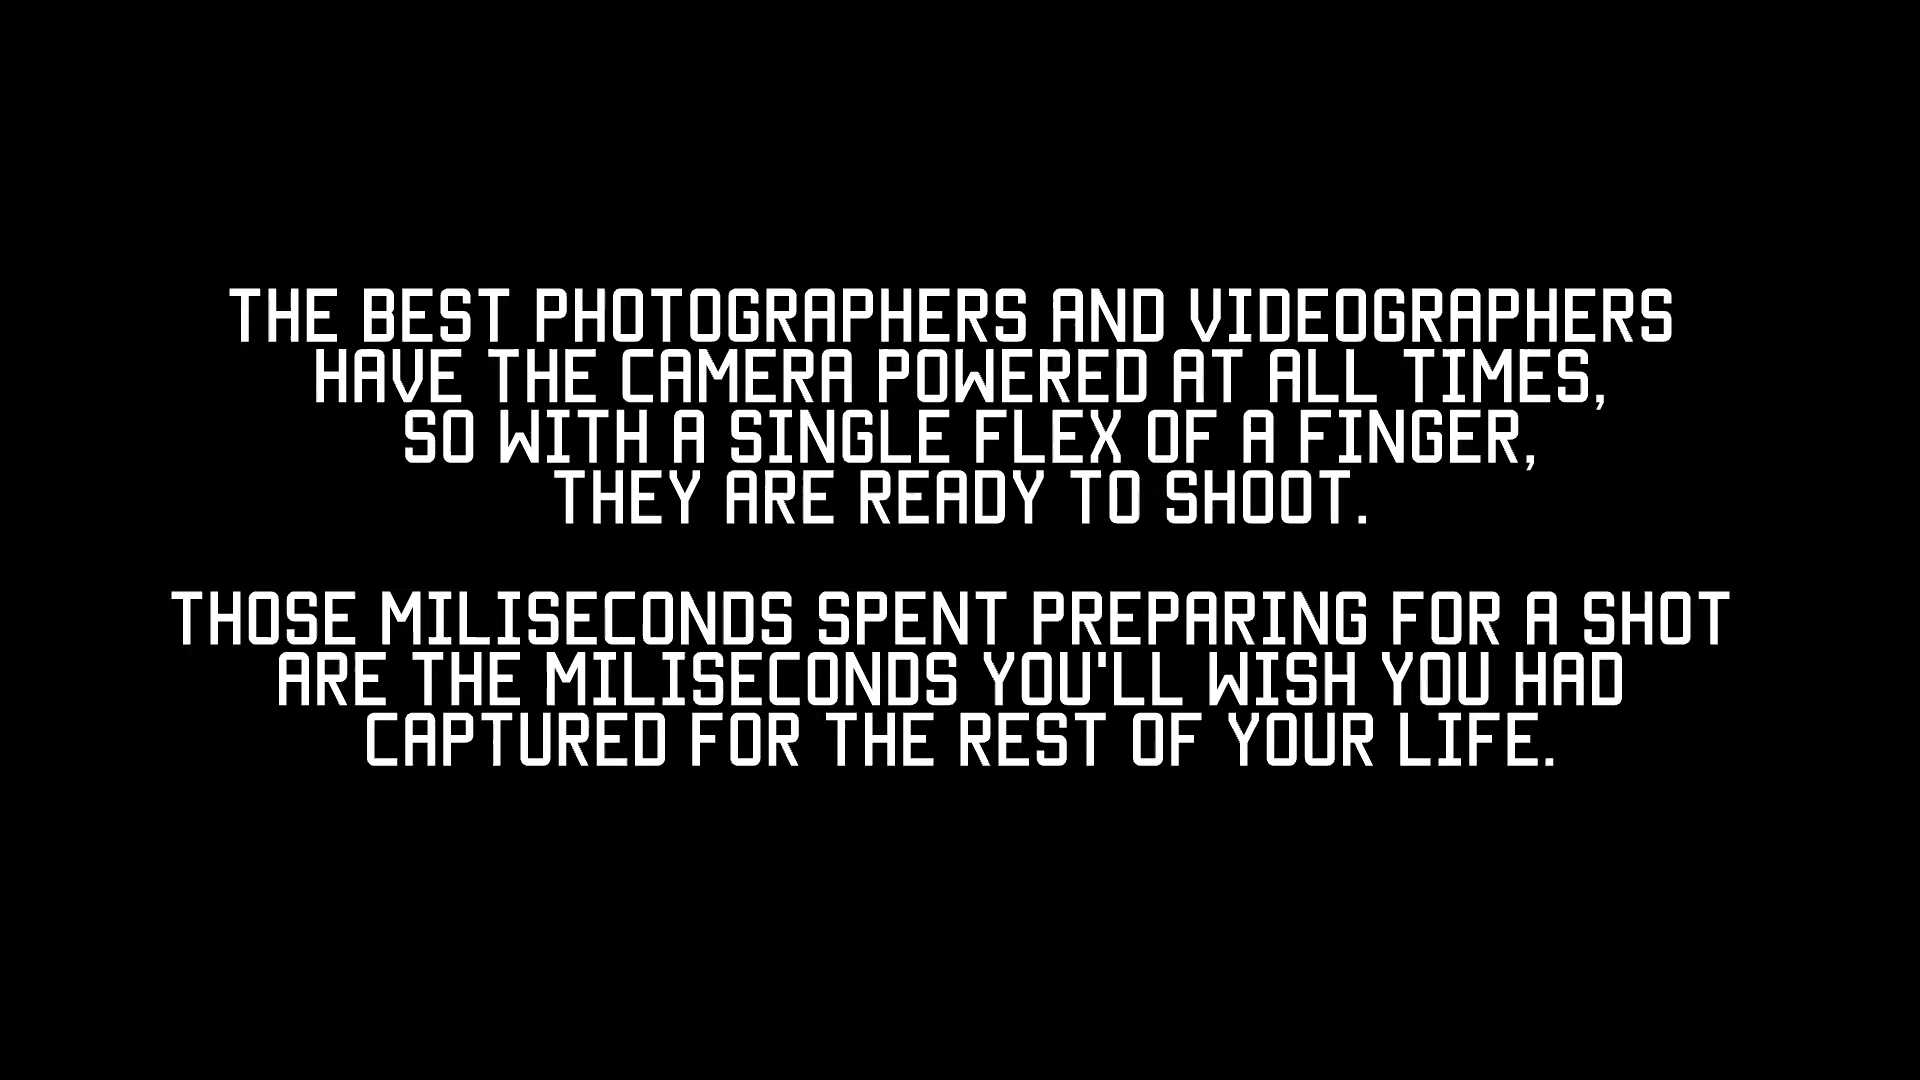 THE BEST PHOTOGRAPHERS AND VIDEOGRAPHERS
HAVE THE CAMERA POWERED AT ALL TIMES,
SO WITH A SINGLE FLEX OF A FINGER,
THEY ARE READY TO SHOOT.
THOSE MILISECONDS SPENT PREPARING FOR A SHOT
ARE THE MILISECONDS YOU'LL WISH YOU HAD
CAPTURED FOR THE REST OF YOUR LIFE.